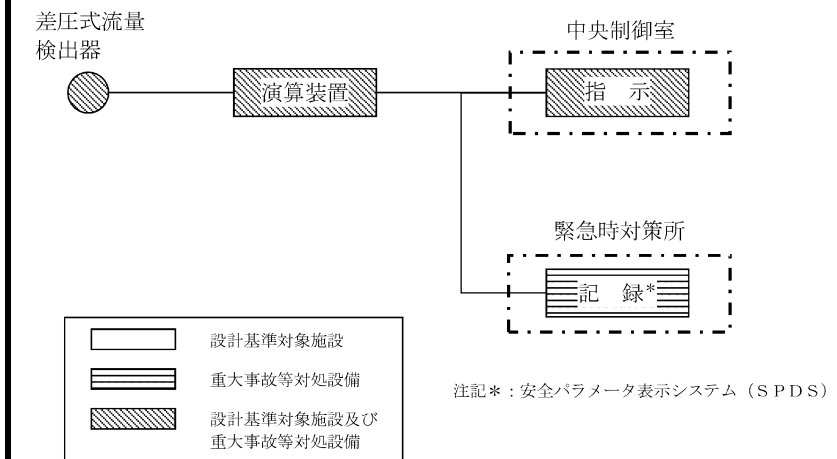 差圧式流量
検出器
演算装置
中央制御室
指 示
緊急時対策所
記 録*
設計基準対象施設
重大事故等対処設備
設計基準対象施設及び
重大事故等対処設備
注記*:安全パラメータ表示システム(SPDS)